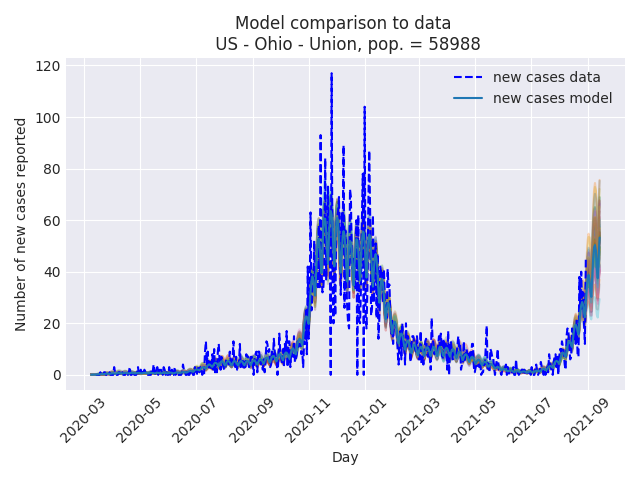 Model comparison to data
US - Ohio - Union, pop. = 58988
new cases data
new cases model
Number of new cases reported
120
100
80
60
40
20
0
2020-03
2020-05
2020-07
2020-09
2020-11
2021-01
2021-03
2021-05
2021-07
2021-09
Day